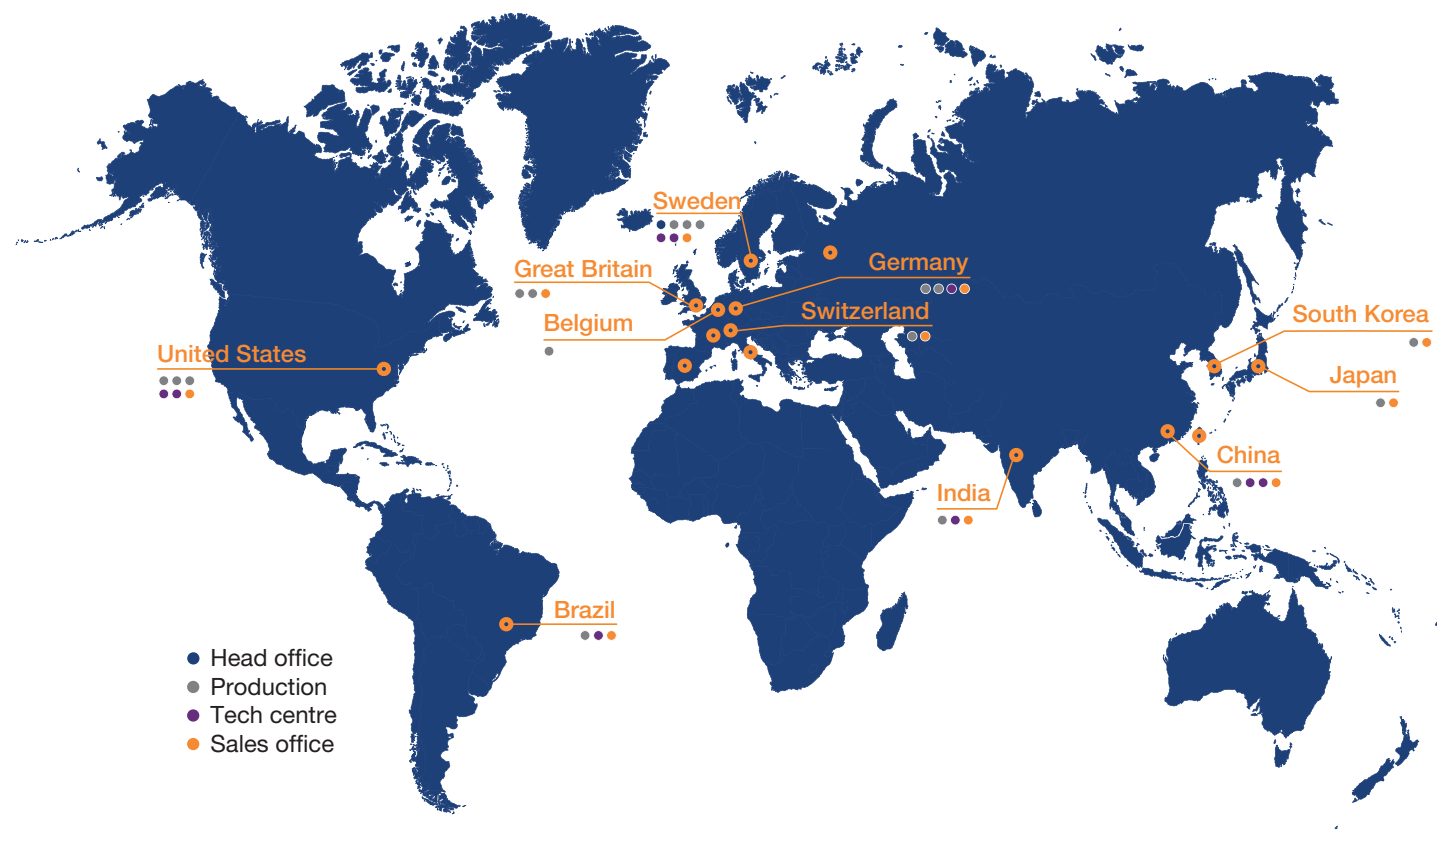 Sweden
Great Britain
Germany
Belgium
Switzerland
South Korea
United States
Japan
China
India
Brazil
Head office
Production
Tech centre
Sales office